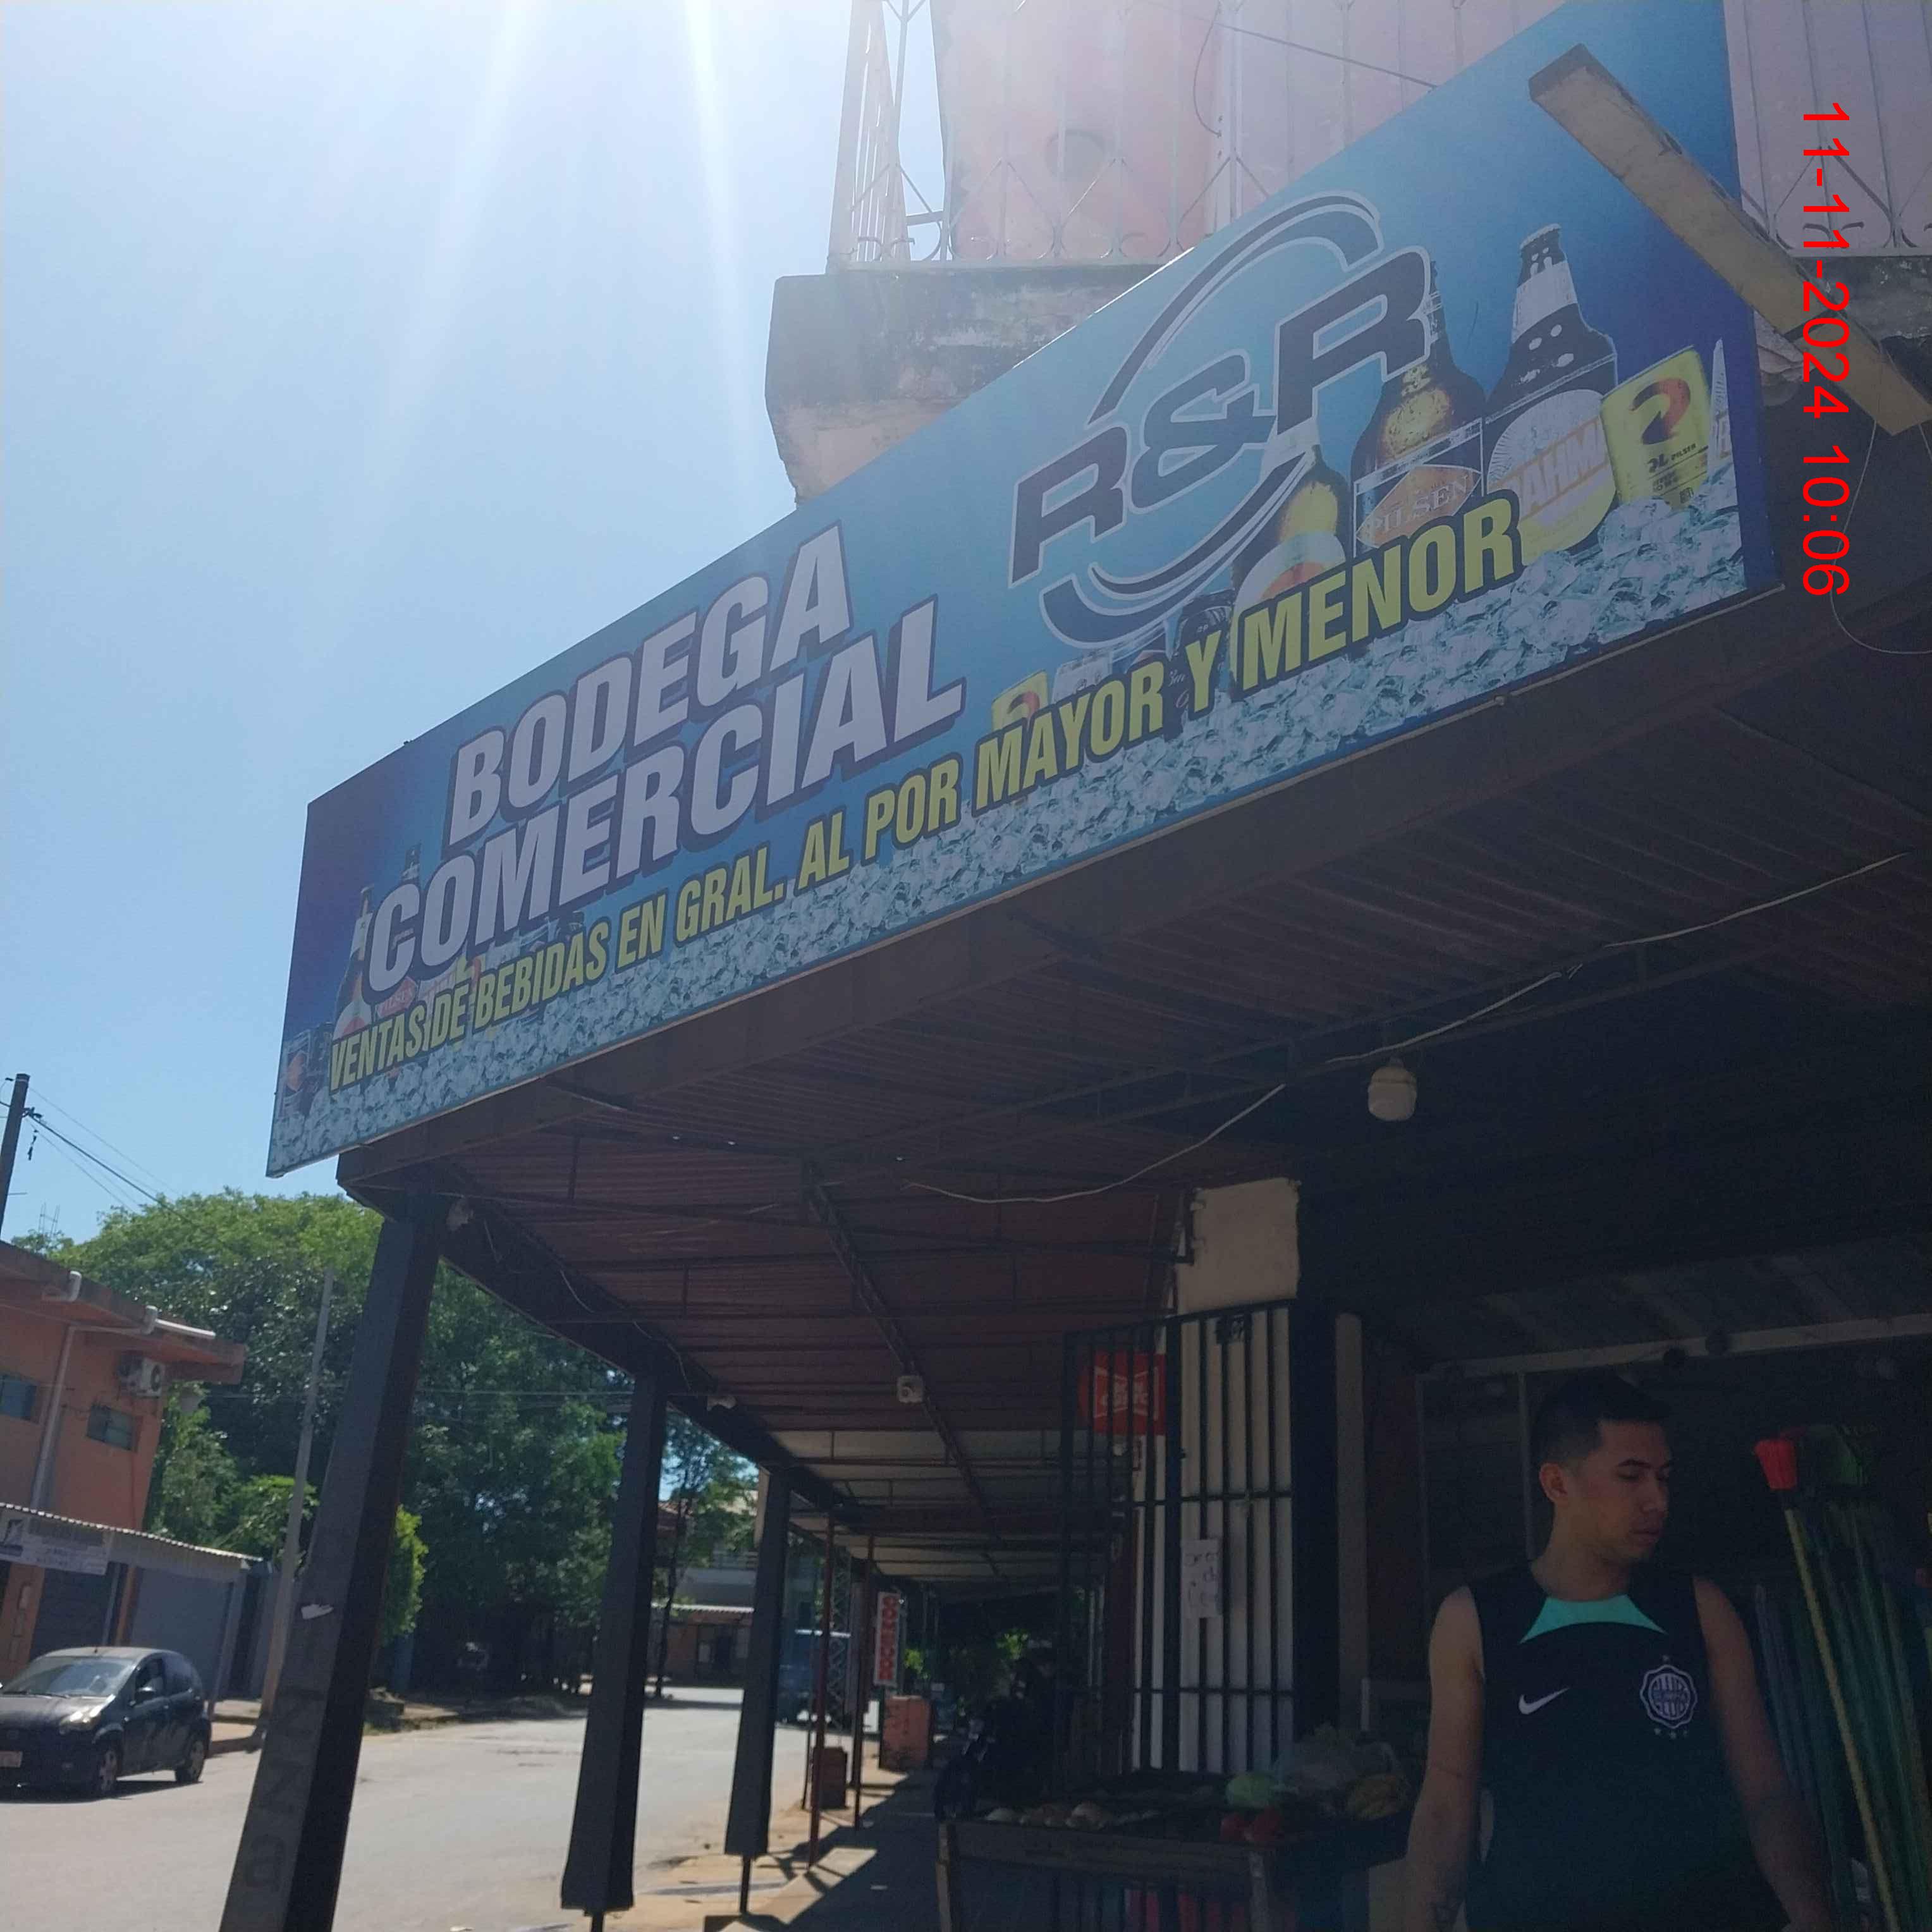 BODEGA
COMERCIAL
R&R
VENTAS DE BEBIDAS EN GRAL. AL POR MAYOR Y MENOR
PILSEN
11-11-2024 10:06